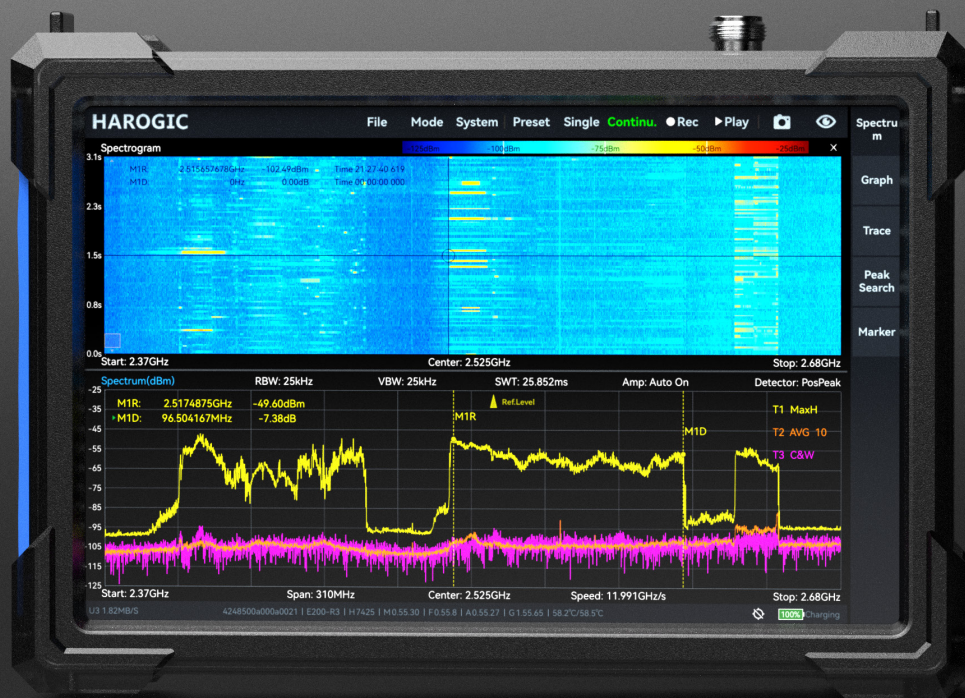 HAROGIC
File Mode System Preset Single Continu. Rec Play
Spectru
m
Spectrogram
-125dBm -100dBm -75dBm -50dBm -25dBm X
3.1s
M1R 2.515657678GHz -102.49dBm Time 21 27 40 619
M1D 0Hz 0.00dB Time 00 00 00 000
Graph
2.3s
Trace
1.5s
Peak
Search
0.8s
Marker
0.0s
Start: 2.37GHz Center: 2.525GHz Stop: 2.68GHz
Spectrum(dBm) RBW: 25kHz VBW: 25kHz SWT: 25.852ms Amp: Auto On Detector: PosPeak
-25
M1R: 2.5174875GHz -49.60dBm Ref.Level
-35 T1 MaxH
M1D: 96.504167MHz -7.38dB M1R
-45 M1D T2 AVG 10
-55 T3 C&W
-65
-75
-85
-95
-105
-115
-125
Start: 2.37GHz Span: 310MHz Center: 2.525GHz Speed: 11.991GHz/s Stop: 2.68GHz
U3 1.82MB/S 4248500a000a0021 | E200-R3 | H7425 | M0.55.30 | F0.55.8 | A0.55.27 | G1.55.65 | 58.2°C/58.5°C 100% Charging